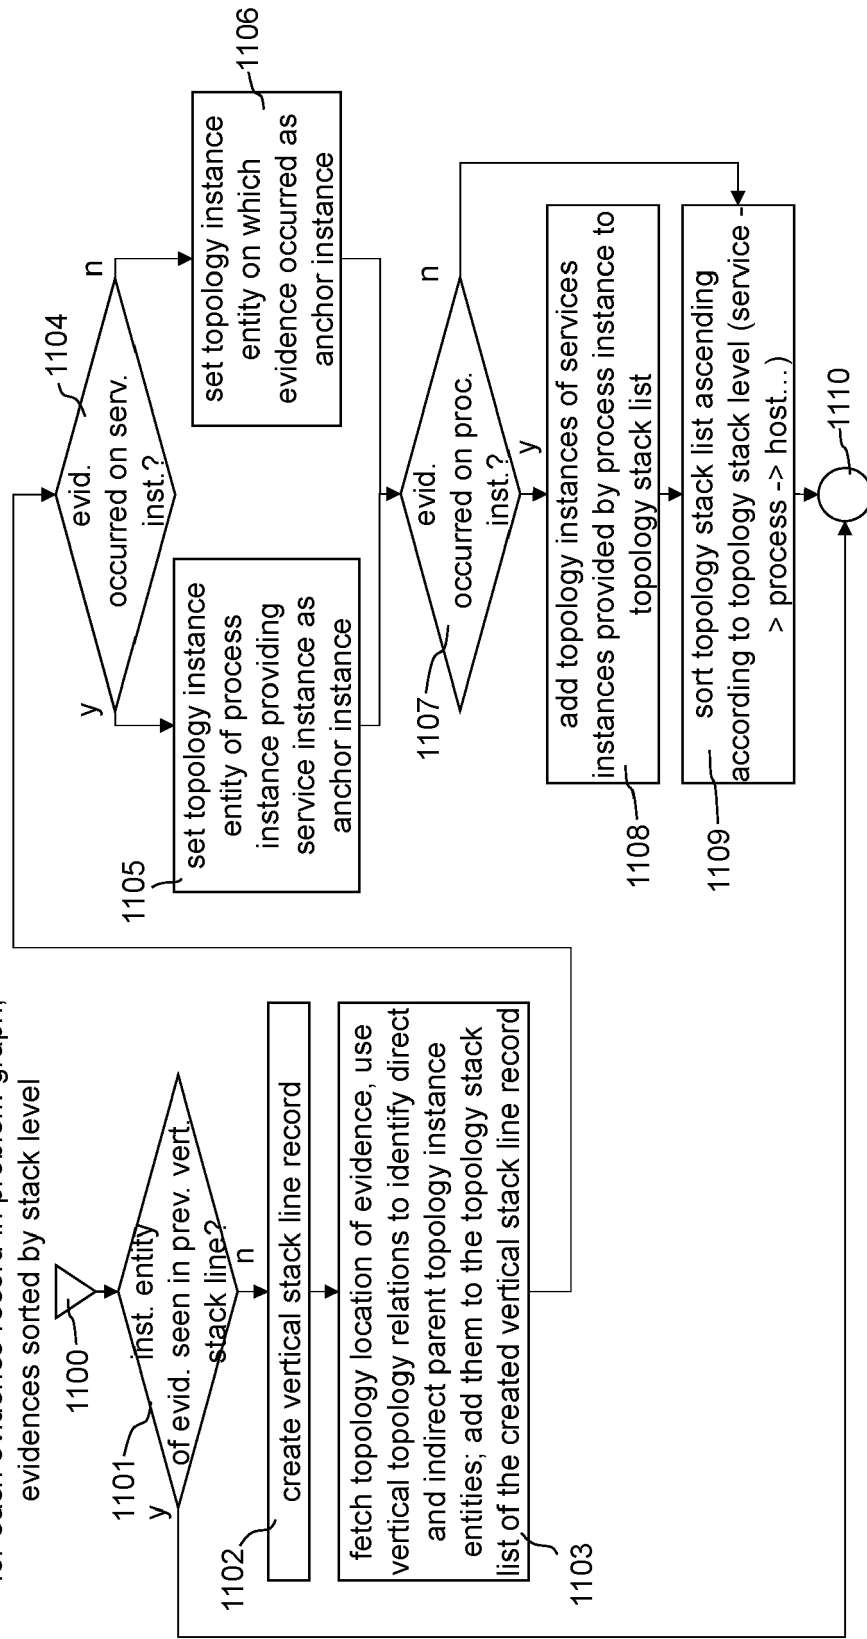 evidences sorted by stack level
1100
1101
inst. entity
of evid. seen in prev. vert.
stack line?
y
n
1102
create vertical stack line record
fetch topology location of evidence, use
vertical topology relations to identify direct
and indirect parent topology instance
entities; add them to the topology stack
list of the created vertical stack line record
1103
1104
evid.
occurred on serv.
inst.?
y
n
1105
set topology instance
entity of process
instance providing
service instance as
anchor instance
1106
set topology instance
entity on which
evidence occurred as
anchor instance
1107
evid.
occurred on proc.
inst.?
n
y
1108
add topology instances of services
instances provided by process instance to
topology stack list
1109
sort topology stack list ascending
according to topology stack level (service -
> process -> host...)
1110